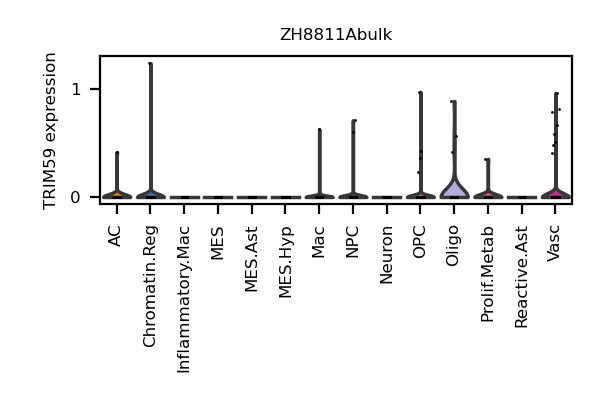 ZH8811Abulk
TRIM59 expression
1
0
AC
Chromatin.Reg
Inflammatory.Mac
MES
MES.Ast
MES.Hyp
Mac
NPC
Neuron
OPC
Oligo
Prolif.Metab
Reactive.Ast
Vasc